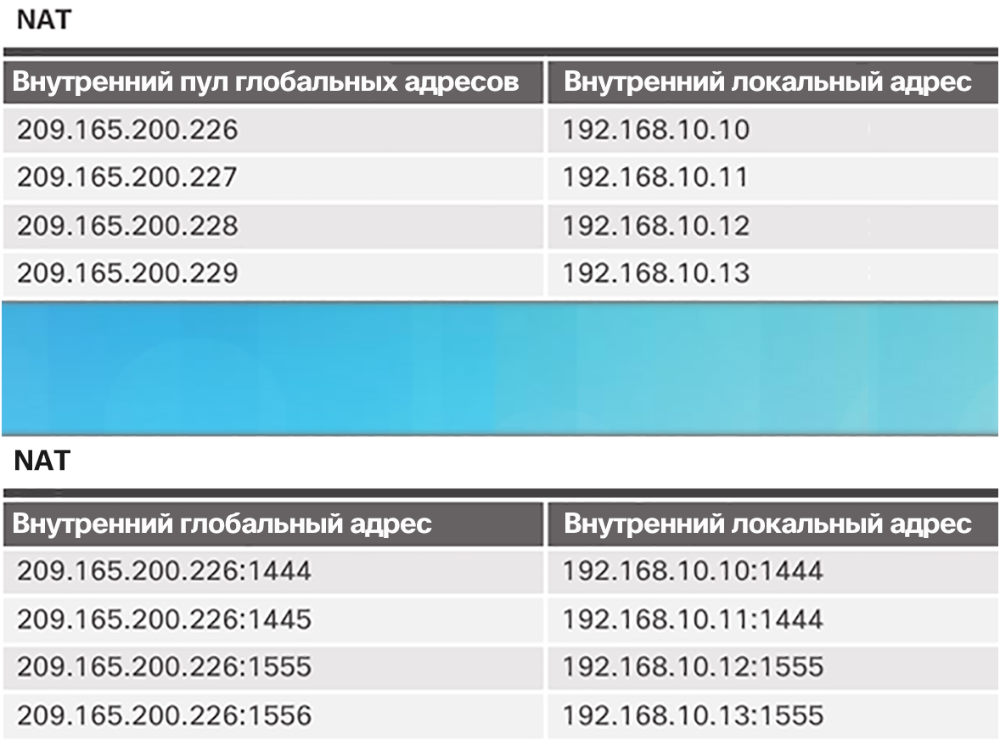 NAT
Внутренний пул глобальных адресов Внутренний локальный адрес
209.165.200.226 192.168.10.10
209.165.200.227 192.168.10.11
209.165.200.228 192.168.10.12
209.165.200.229 192.168.10.13
NAT
Внутренний глобальный адрес Внутренний локальный адрес
209.165.200.226:1444 192.168.10.10:1444
209.165.200.226:1445 192.168.10.11:1444
209.165.200.226:1555 192.168.10.12:1555
209.165.200.226:1556 192.168.10.13:1555